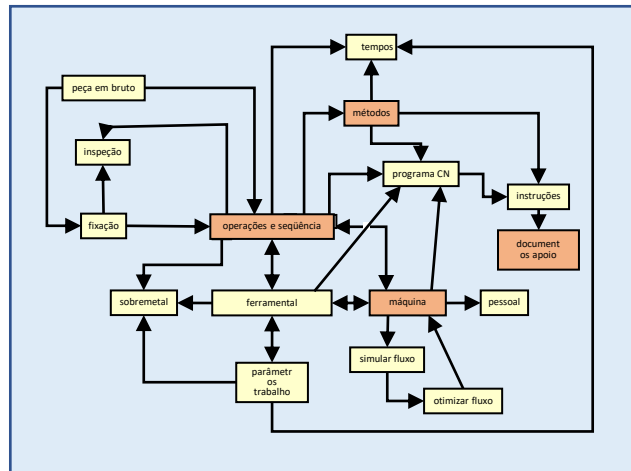 tempos
peça em bruto
métodos
inspeção
programa CN
instruções
fixação
operações e seqüência
document
os apoio
sobremetal
ferramental
máquina
pessoal
simular fluxo
parâmetr
os
trabalho
otimizar fluxo